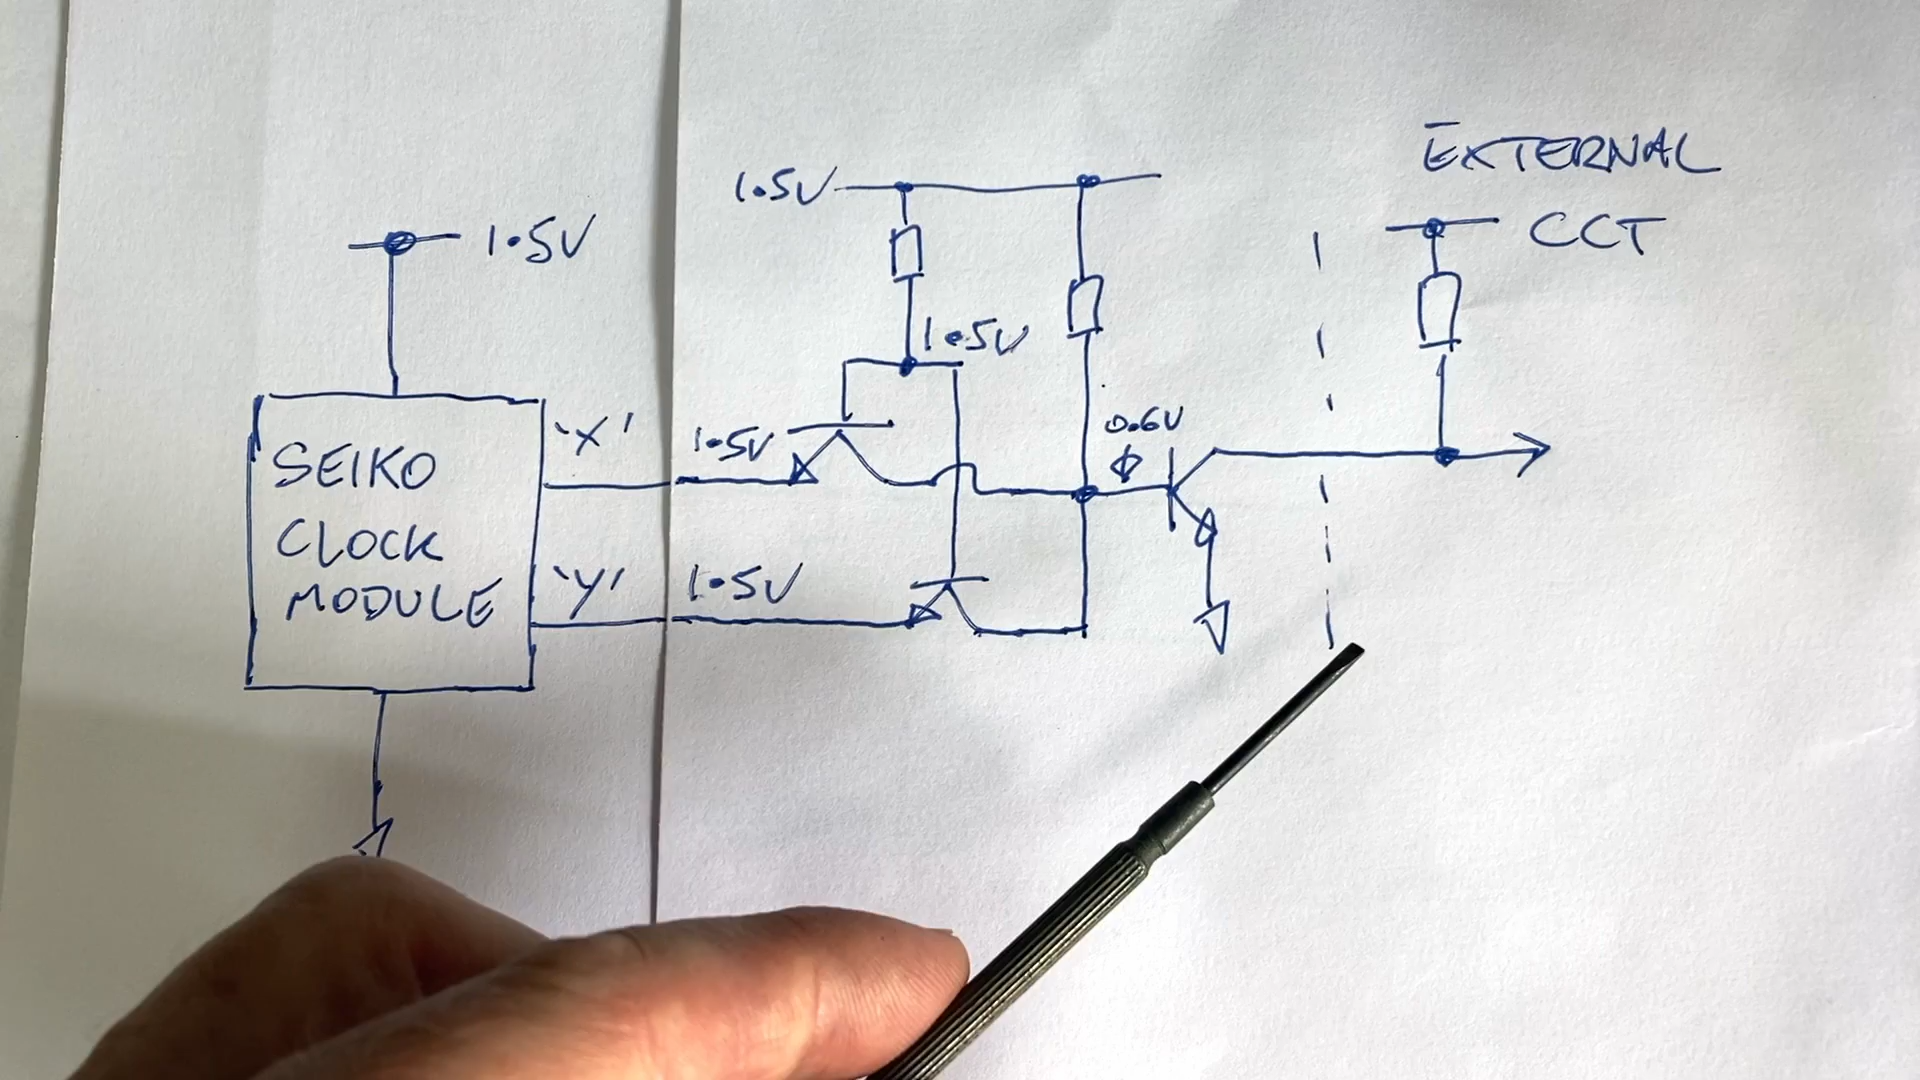 EXTERNAL
CCT
1.5V
1.5V
1.5V
'X'
1.5V
0.6V
SEIKO
CLOCK
MODULE
'Y'
1.5V